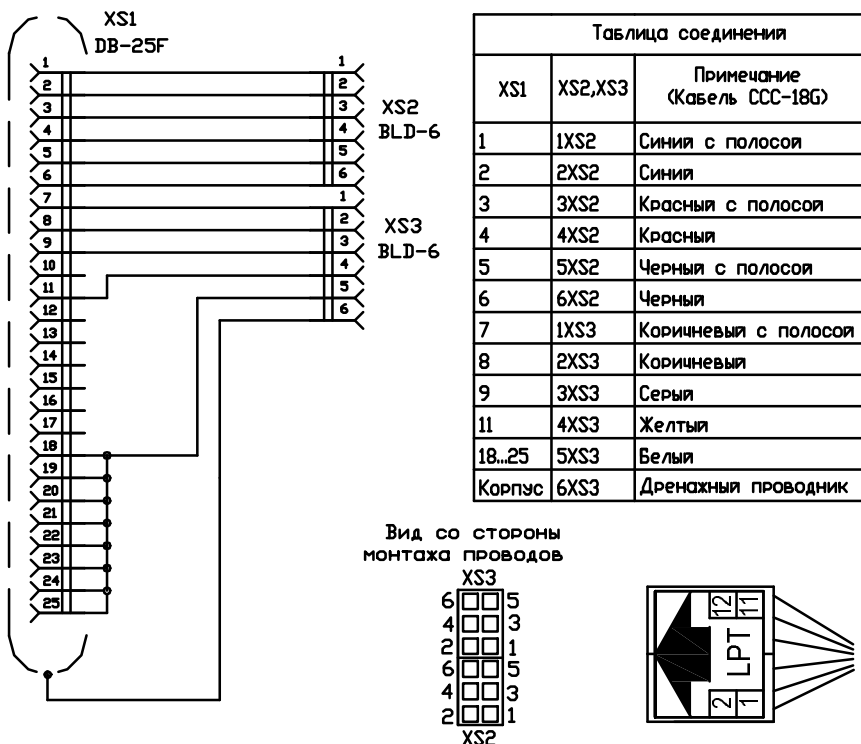 XS1
DB-25F
1
2
3
4
5
6
7
8
9
10
11
12
13
14
15
16
17
18
19
20
21
22
23
24
25
1
2
3
4
5
6
XS2
BLD-6
1
2
3
4
5
6
XS3
BLD-6
Таблица соединений
XS1 XS2,XS3 Примечание
(Кабель CCC-18G)
1 1XS2 Синий с полосой
2 2XS2 Синий
3 3XS2 Красный с полосой
4 4XS2 Красный
5 5XS2 Черный с полосой
6 6XS2 Черный
7 1XS3 Коричневый с полосой
8 2XS3 Коричневый
9 3XS3 Серый
11 4XS3 Желтый
18...25 5XS3 Белый
Корпус 6XS3 Дренажный проводник
Вид со стороны
монтажа проводов
XS3
6 5
4 3
2 1
6 5
4 3
2 1
XS2
12 11
LPT
2 1